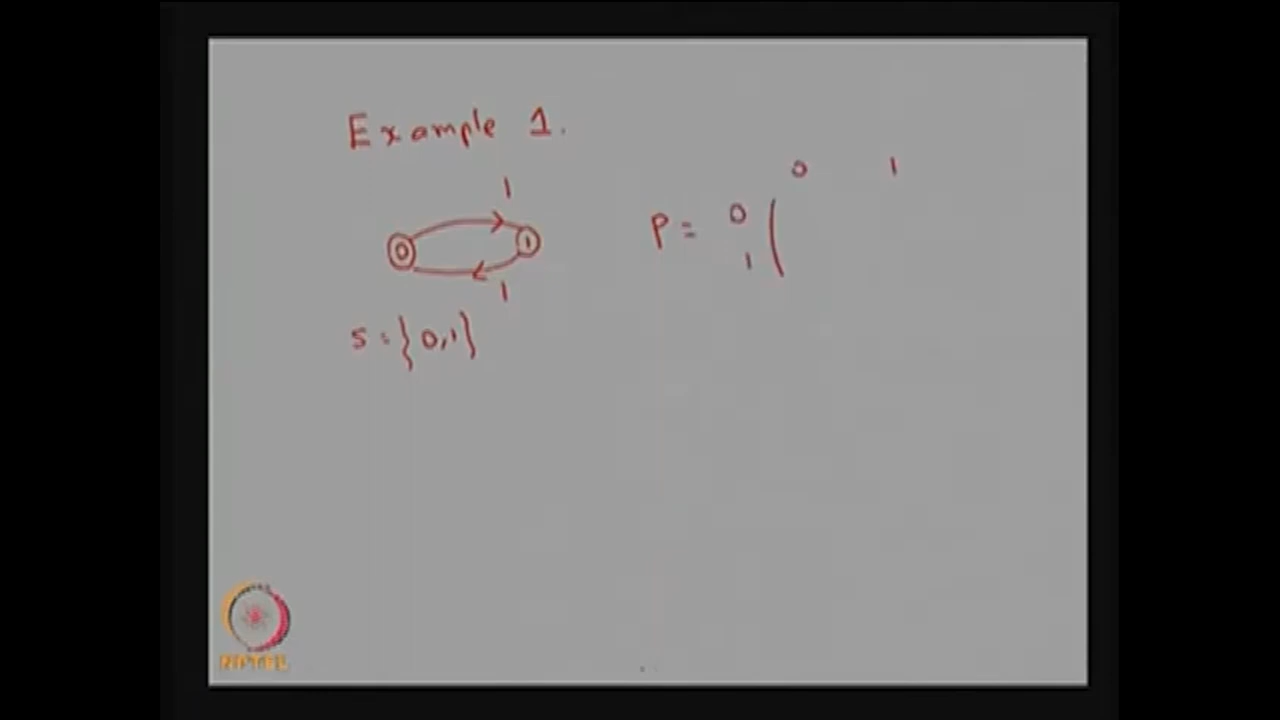 Example 1.
0 1
1
0 1
1
P = 0 (
1
S = {0,1}
NPTEL